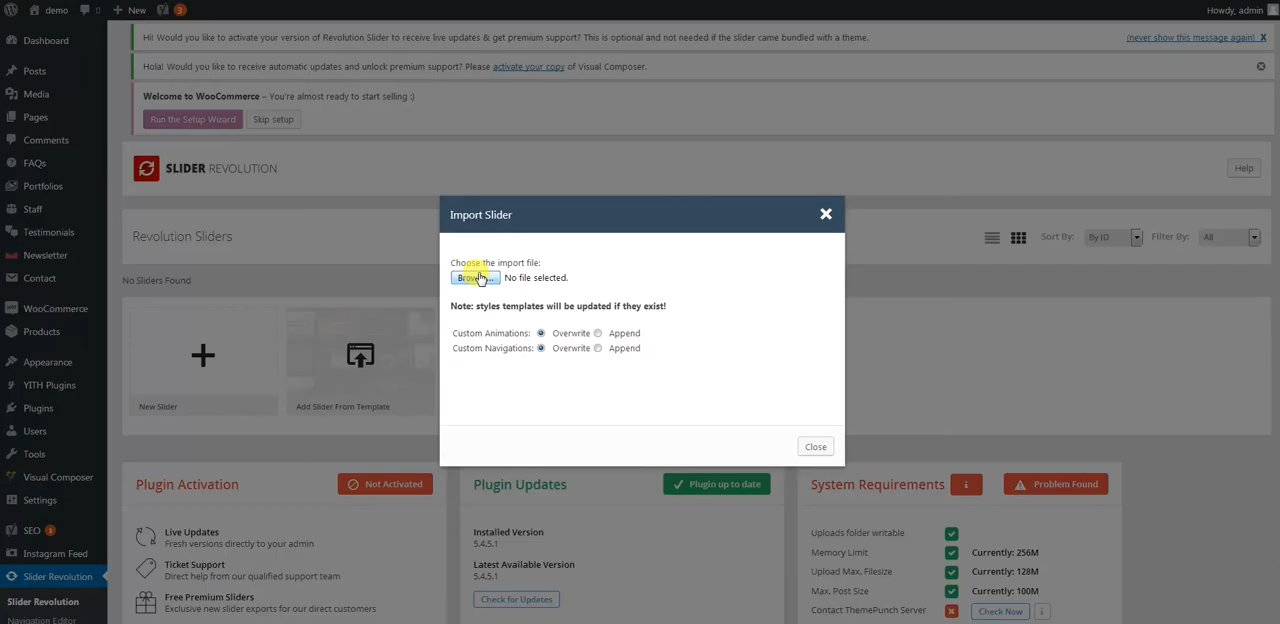 demo 0 New 3 Howdy, admin
Dashboard
Posts
Media
Pages
Comments
FAQs
Portfolios
Staff
Testimonials
Newsletter
Contact
WooCommerce
Products
Appearance
YITH Plugins
Plugins
Users
Tools
Visual Composer
Settings
SEO 1
Instagram Feed
Slider Revolution
Slider Revolution
Navigation Editor
Hi! Would you like to activate your version of Revolution Slider to receive live updates & get premium support? This is optional and not needed if the slider came bundled with a theme. (never show this message again) X
Hola! Would you like to receive automatic updates and unlock premium support? Please activate your copy of Visual Composer.
Welcome to WooCommerce – You're almost ready to start selling :)
Run the Setup Wizard Skip setup
SLIDER REVOLUTION Help
Revolution Sliders Sort By: By ID Filter By: All
No Sliders Found
New Slider
Add Slider From Template
Import Slider
Choose the import file:
No file selected.
Note: styles templates will be updated if they exist!
Custom Animations: Overwrite Append
Custom Navigations: Overwrite Append
Close
Plugin Activation Not Activated
Live Updates
Fresh versions directly to your admin
Ticket Support
Direct help from our qualified support team
Free Premium Sliders
Exclusive new slider exports for our direct customers
Plugin Updates Plugin up to date
Installed Version
5.4.5.1
Latest Available Version
5.4.5.1
Check for Updates
System Requirements Problem Found
Uploads folder writable
Memory Limit Currently: 256M
Upload Max. Filesize Currently: 128M
Max. Post Size Currently: 100M
Contact ThemePunch Server Check Now